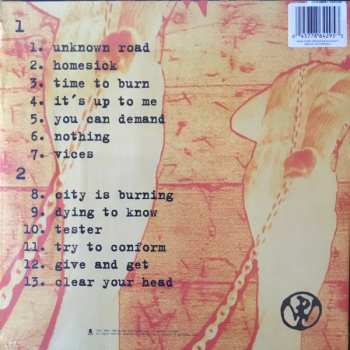 1
1. unknown road
2. homesick
3. time to burn
4. it's up to me
5. you can demand
6. nothing
7. vices
2
8. city is burning
9. dying to know
10. tester
11. try to conform
12. give and get
13. clear your head